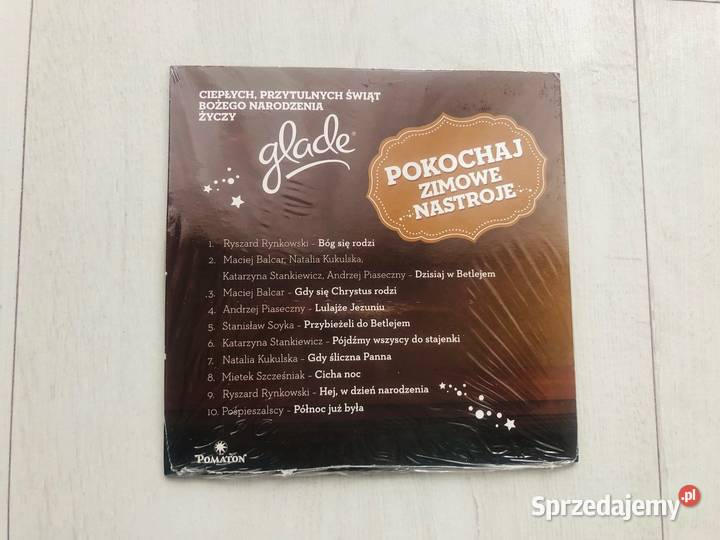 CIEPŁYCH, PRZYTULNYCH ŚWIĄT
BOŻEGO NARODZENIA
ŻYCZY
glade®
POKOCHAJ
ZIMOWE
NASTROJE
1. Ryszard Rynkowski - Bóg się rodzi
2. Maciej Balcar, Natalia Kukulska,
Katarzyna Stankiewicz, Andrzej Piaseczny - Dzisiaj w Betlejem
3. Maciej Balcar - Gdy się Chrystus rodzi
4. Andrzej Piaseczny - Lulajże Jezuniu
5. Stanisław Soyka - Przybieżeli do Betlejem
6. Katarzyna Stankiewicz - Pójdźmy wszyscy do stajenki
7. Natalia Kukulska - Gdy śliczna Panna
8. Mietek Szcześniak - Cicha noc
9. Ryszard Rynkowski - Hej, w dzień narodzenia
10. Pospieszalscy - Północ już była
POMATON
Sprzedajemy.pl